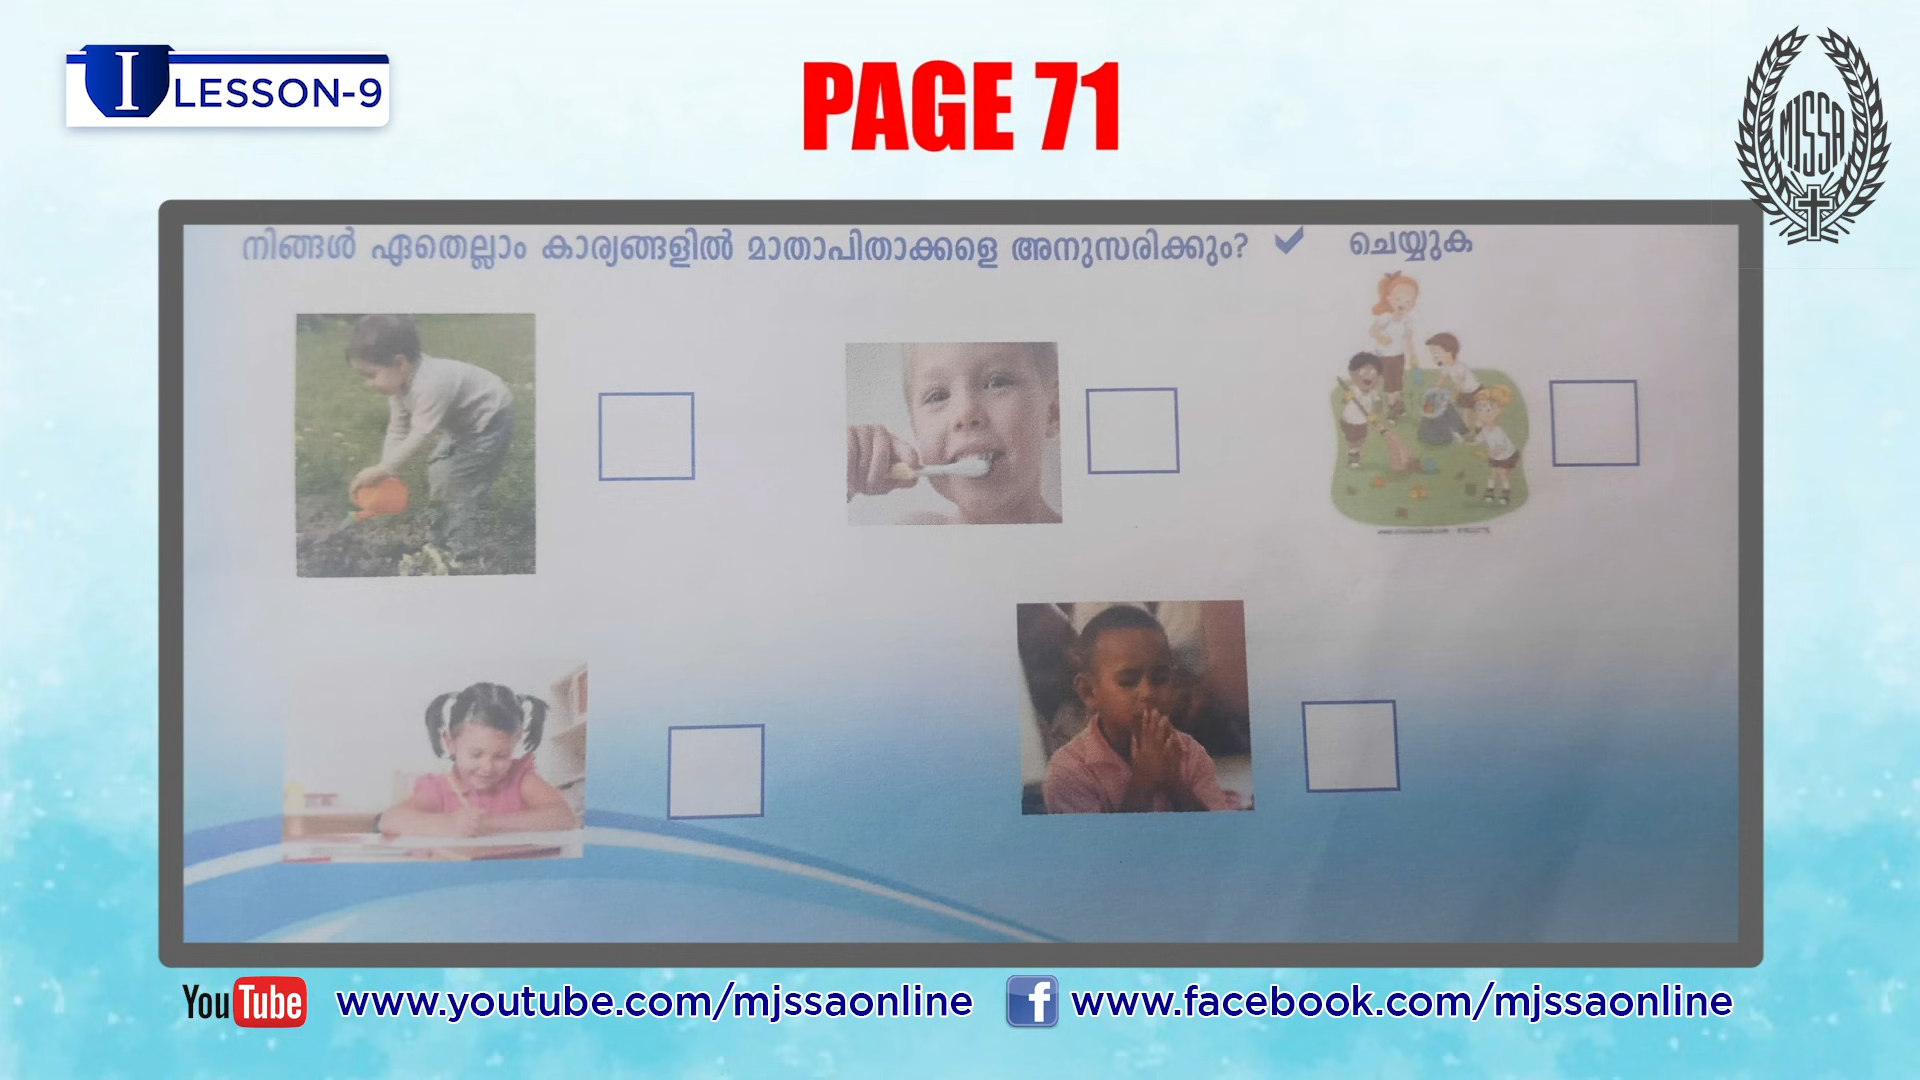 I LESSON-9
PAGE 71
MJSSA
നിങ്ങൾ ഏതെല്ലാം കാര്യങ്ങളിൽ മാതാപിതാക്കളെ അനുസരിക്കും? ✓ ചെയ്യുക
YouTube www.youtube.com/mjssaonline f www.facebook.com/mjssaonline